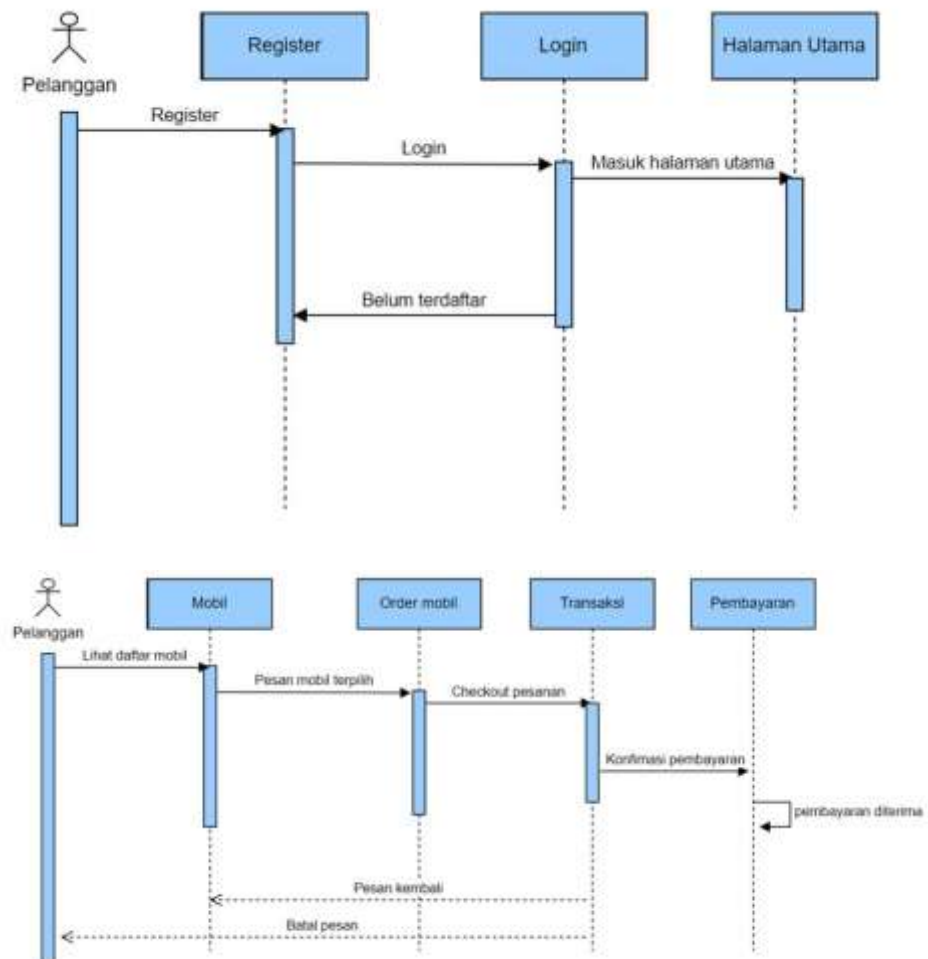 Pelanggan
Register
Login
Halaman Utama
Register
Login
Masuk halaman utama
Belum terdaftar
Pelanggan
Mobil
Order mobil
Transaksi
Pembayaran
Lihat daftar mobil
Pesan mobil terpilih
Checkout pesanan
Konfimasi pembayaran
pembayaran diterima
Pesan kembali
Batal pesan